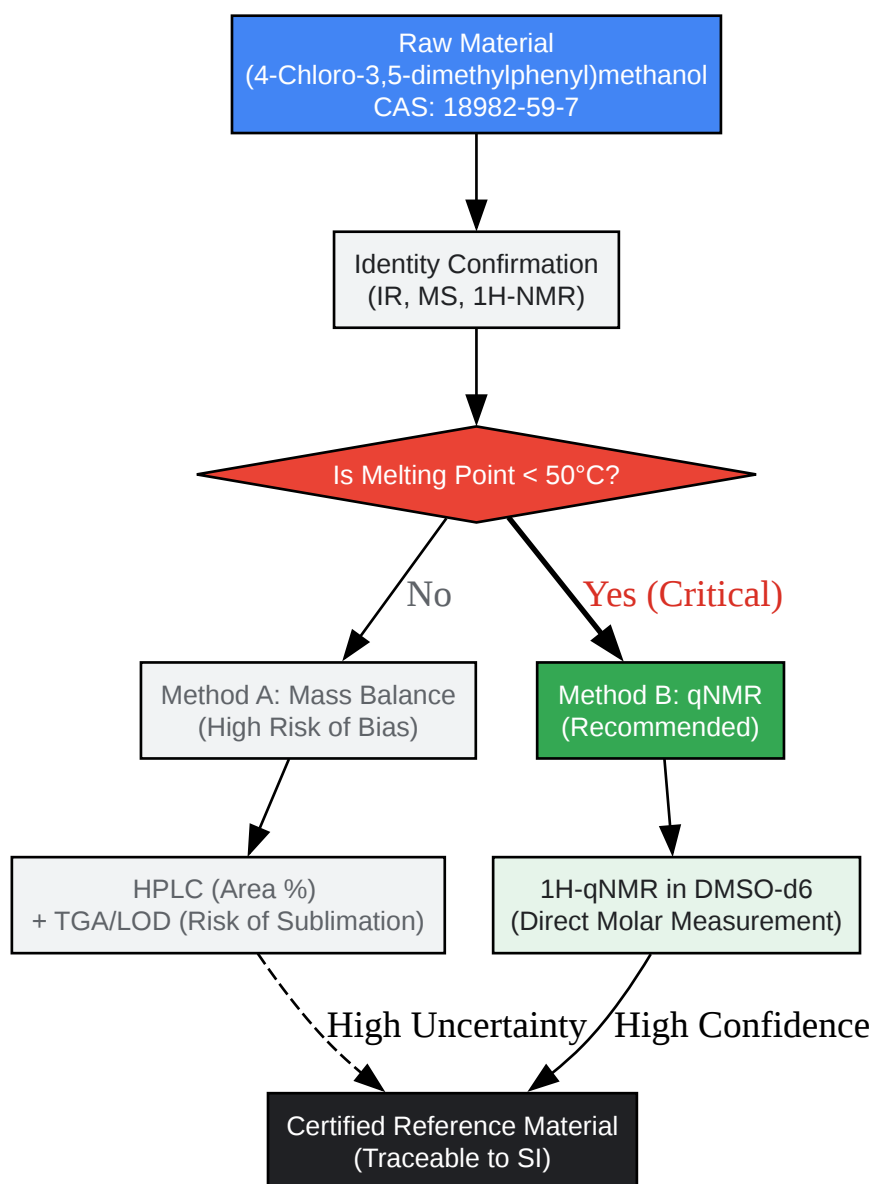 Raw Material
(4-Chloro-3,5-dimethylphenyl)methanol
CAS: 18982-59-7
Identity Confirmation
(IR, MS, 1H-NMR)
Is Melting Point < 50°C?
No
Yes (Critical)
Method A: Mass Balance
(High Risk of Bias)
Method B: qNMR
(Recommended)
HPLC (Area %)
+ TGA/LOD (Risk of Sublimation)
1H-qNMR in DMSO-d6
(Direct Molar Measurement)
High Uncertainty
High Confidence
Certified Reference Material
(Traceable to SI)